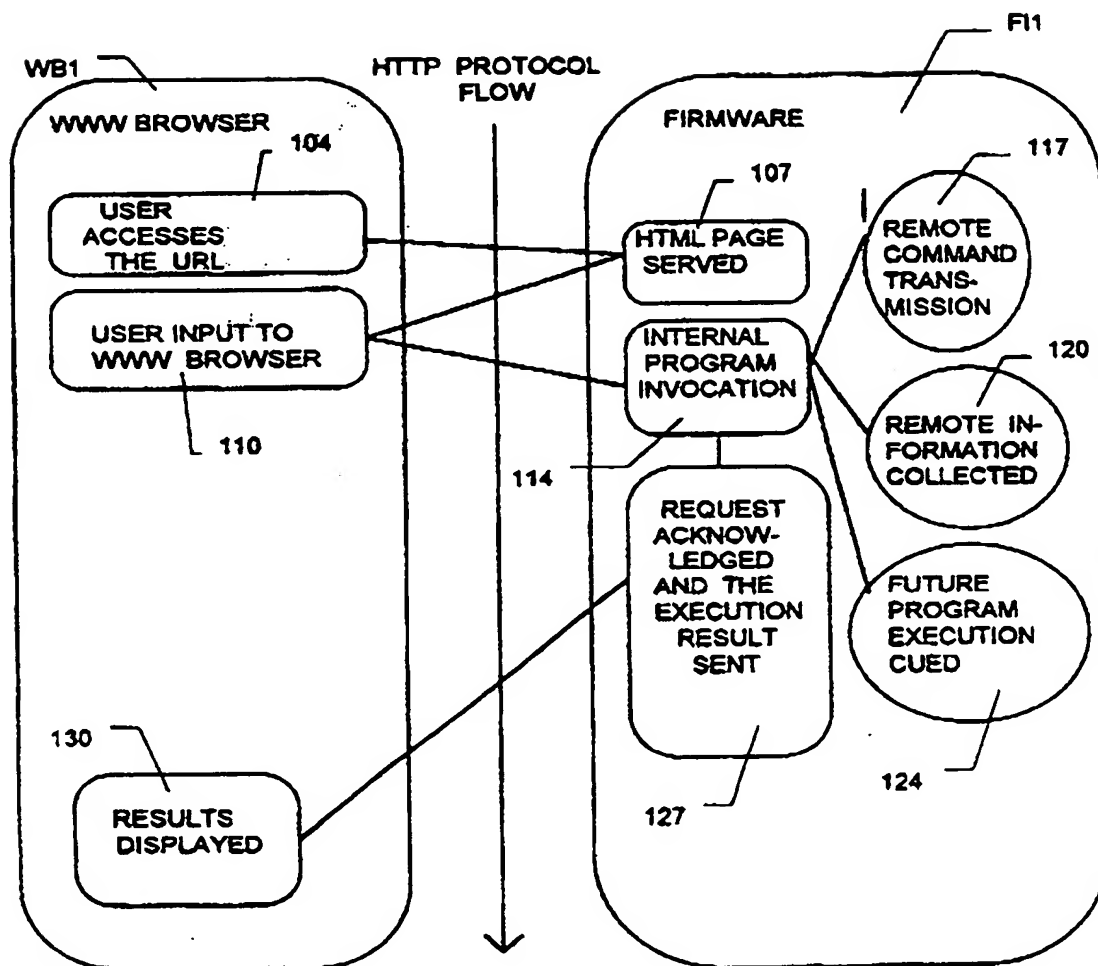 WB1
HTTP PROTOCOL
FLOW
FI1
WWW BROWSER
104
USER
ACCESSES
THE URL
USER INPUT TO
WWW BROWSER
110
130
RESULTS
DISPLAYED
FIRMWARE
107
HTML PAGE
SERVED
INTERNAL
PROGRAM
INVOCATION
114
REQUEST
ACKNOW-
LEDGED
AND THE
EXECUTION
RESULT
SENT
127
117
REMOTE
COMMAND
TRANS-
MISSION
120
REMOTE IN-
FORMATION
COLLECTED
FUTURE
PROGRAM
EXECUTION
CUED
124